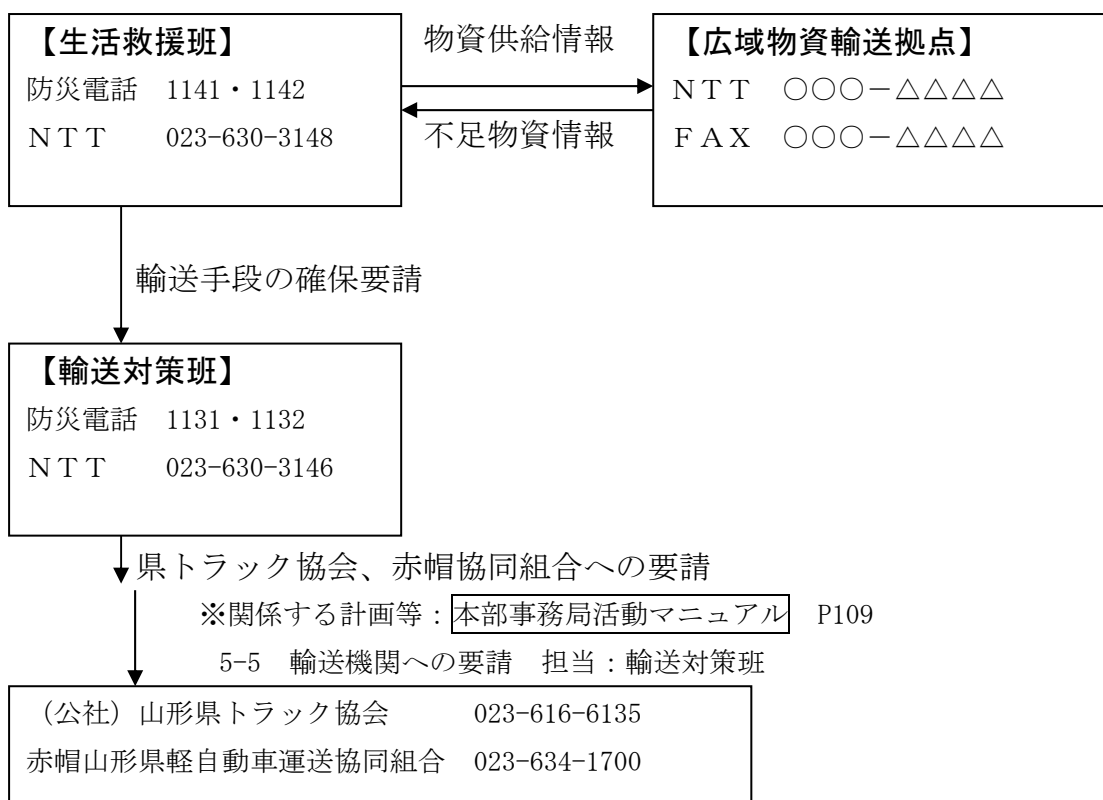 【生活救援班】
防災電話　1141・1142
ＮＴＴ　　023-630-3148
物資供給情報
不足物資情報
【広域物資輸送拠点】
ＮＴＴ　○○○－△△△△
ＦＡＸ　○○○－△△△△
輸送手段の確保要請
【輸送対策班】
防災電話　1131・1132
ＮＴＴ　　023-630-3146
県トラック協会、赤帽協同組合への要請
※関係する計画等：本部事務局活動マニュアル　P109
5-5　輸送機関への要請　担当：輸送対策班
（公社）山形県トラック協会　　　023-616-6135
赤帽山形県軽自動車運送協同組合　023-634-1700